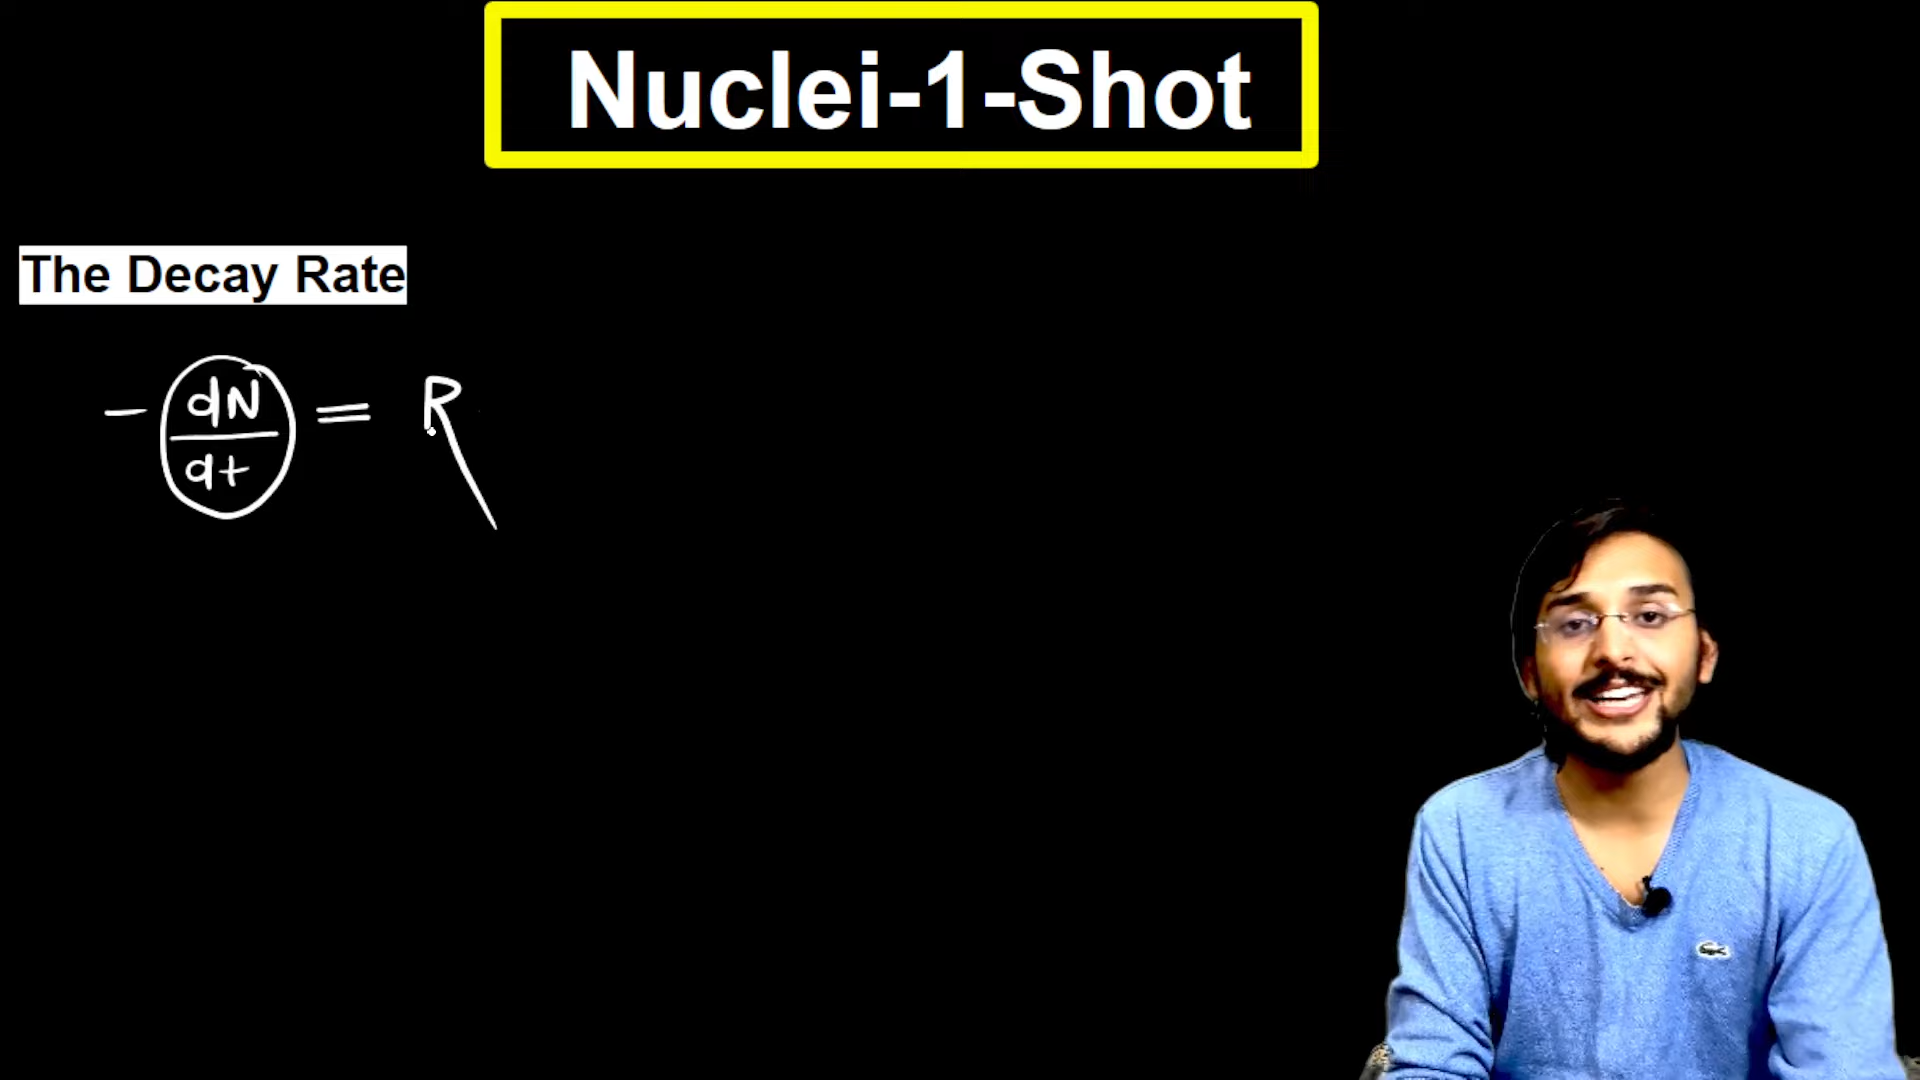 Nuclei-1-Shot
The Decay Rate
- dN/dt = R